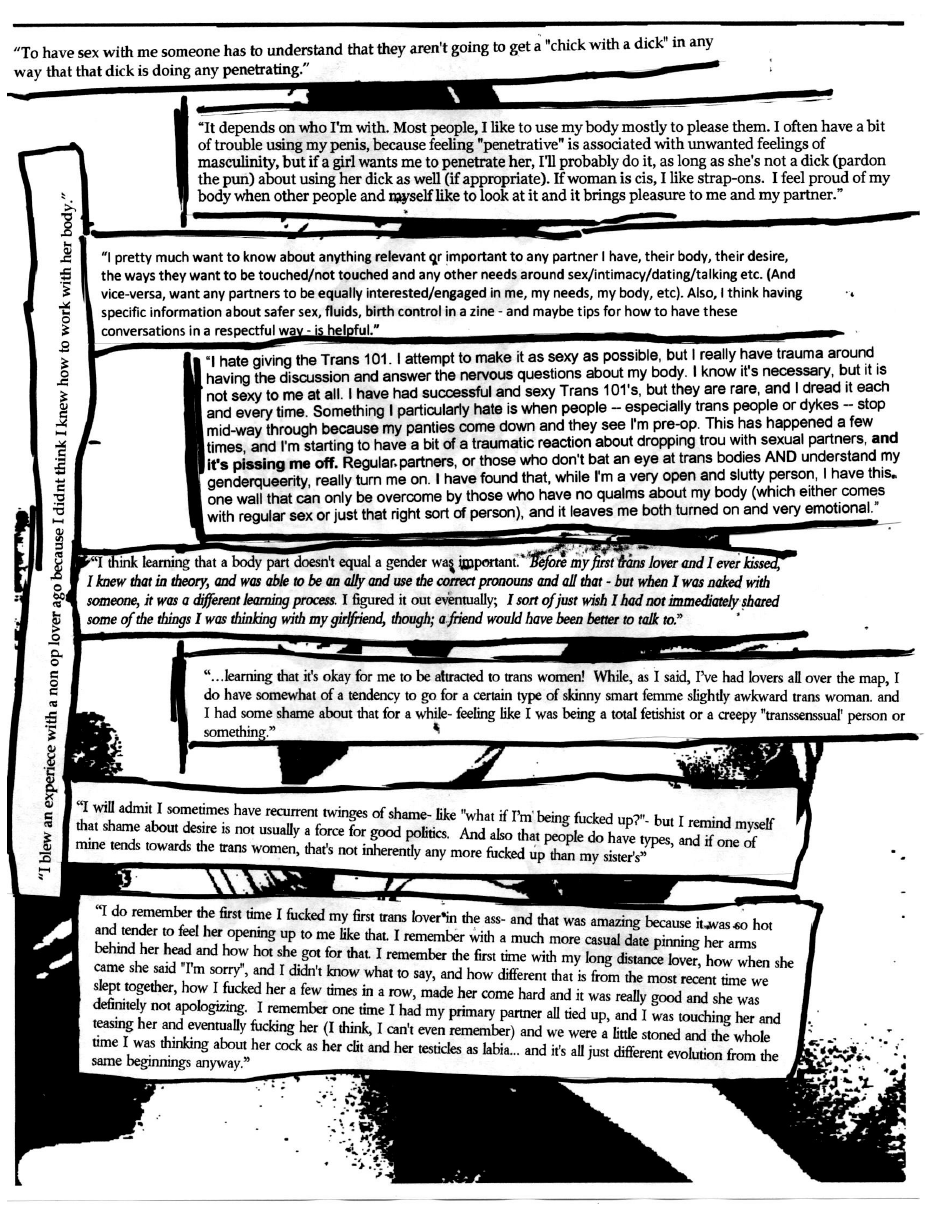 “To have sex with me someone has to understand that they aren't going to get a "chick with a dick" in any
way that that dick is doing any penetrating.”
“It depends on who I'm with. Most people, I like to use my body mostly to please them. I often have a bit
of trouble using my penis, because feeling "penetrative" is associated with unwanted feelings of
masculinity, but if a girl wants me to penetrate her, I'll probably do it, as long as she's not a dick (pardon
the pun) about using her dick as well (if appropriate). If woman is cis, I like strap-ons.  I feel proud of my
body when other people and myself like to look at it and it brings pleasure to me and my partner.”
“I blew an experiece with a non op lover ago because I didnt think I knew how to work with her body.”
“I pretty much want to know about anything relevant or important to any partner I have, their body, their desire,
the ways they want to be touched/not touched and any other needs around sex/intimacy/dating/talking etc. (And
vice-versa, want any partners to be equally interested/engaged in me, my needs, my body, etc). Also, I think having
specific information about safer sex, fluids, birth control in a zine - and maybe tips for how to have these
conversations in a respectful way - is helpful.”
“I hate giving the Trans 101. I attempt to make it as sexy as possible, but I really have trauma around
having the discussion and answer the nervous questions about my body. I know it's necessary, but it is
not sexy to me at all. I have had successful and sexy Trans 101's, but they are rare, and I dread it each
and every time. Something I particularly hate is when people -- especially trans people or dykes -- stop
mid-way through because my panties come down and they see I'm pre-op. This has happened a few
times, and I'm starting to have a bit of a traumatic reaction about dropping trou with sexual partners, and
it's pissing me off. Regular partners, or those who don't bat an eye at trans bodies AND understand my
genderqueerity, really turn me on. I have found that, while I'm a very open and slutty person, I have this
one wall that can only be overcome by those who have no qualms about my body (which either comes
with regular sex or just that right sort of person), and it leaves me both turned on and very emotional.”
“I think learning that a body part doesn't equal a gender was important.  Before my first trans lover and I ever kissed,
I knew that in theory, and was able to be an ally and use the correct pronouns and all that - but when I was naked with
someone, it was a different learning process. I figured it out eventually; I sort of just wish I had not immediately shared
some of the things I was thinking with my girlfriend, though; a friend would have been better to talk to.”
“…learning that it's okay for me to be attracted to trans women!  While, as I said, I've had lovers all over the map, I
do have somewhat of a tendency to go for a certain type of skinny smart femme slightly awkward trans woman. and
I had some shame about that for a while- feeling like I was being a total fetishist or a creepy "transsenssual' person or
something.”
“I will admit I sometimes have recurrent twinges of shame- like "what if I'm being fucked up?"- but I remind myself
that shame about desire is not usually a force for good politics.  And also that people do have types, and if one of
mine tends towards the trans women, that's not inherently any more fucked up than my sister's”
“I do remember the first time I fucked my first trans lover in the ass- and that was amazing because it was so hot
and tender to feel her opening up to me like that. I remember with a much more casual date pinning her arms
behind her head and how hot she got for that. I remember the first time with my long distance lover, how when she
came she said "I'm sorry", and I didn't know what to say, and how different that is from the most recent time we
slept together, how I fucked her a few times in a row, made her come hard and it was really good and she was
definitely not apologizing.  I remember one time I had my primary partner all tied up, and I was touching her and
teasing her and eventually fucking her (I think, I can't even remember) and we were a little stoned and the whole
time I was thinking about her cock as her clit and her testicles as labia... and it's all just different evolution from the
same beginnings anyway.”